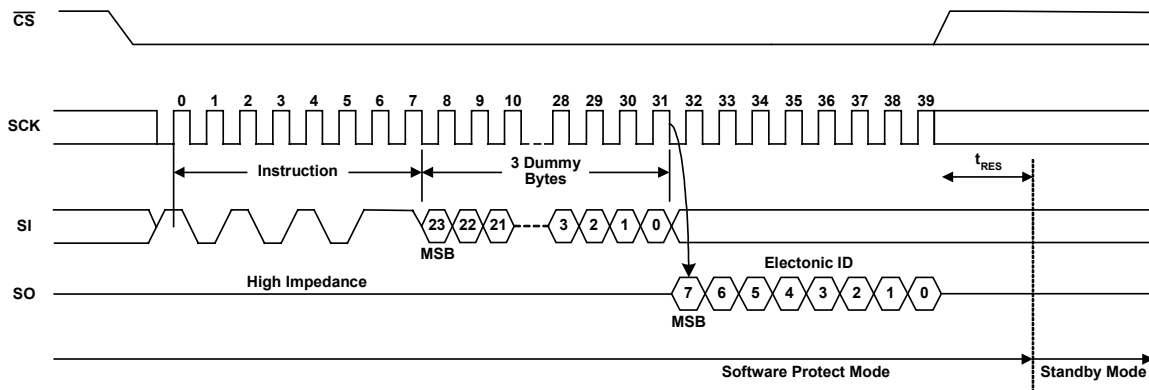 CS
0 1 2 3 4 5 6 7 8 9 10 28 29 30 31 32 33 34 35 36 37 38 39
SCK
Instruction
3 Dummy
Bytes
tRES
SI
23 22 21 3 2 1 0
MSB
High Impedance
Electonic ID
SO
7 6 5 4 3 2 1 0
MSB
Software Protect Mode
Standby Mode